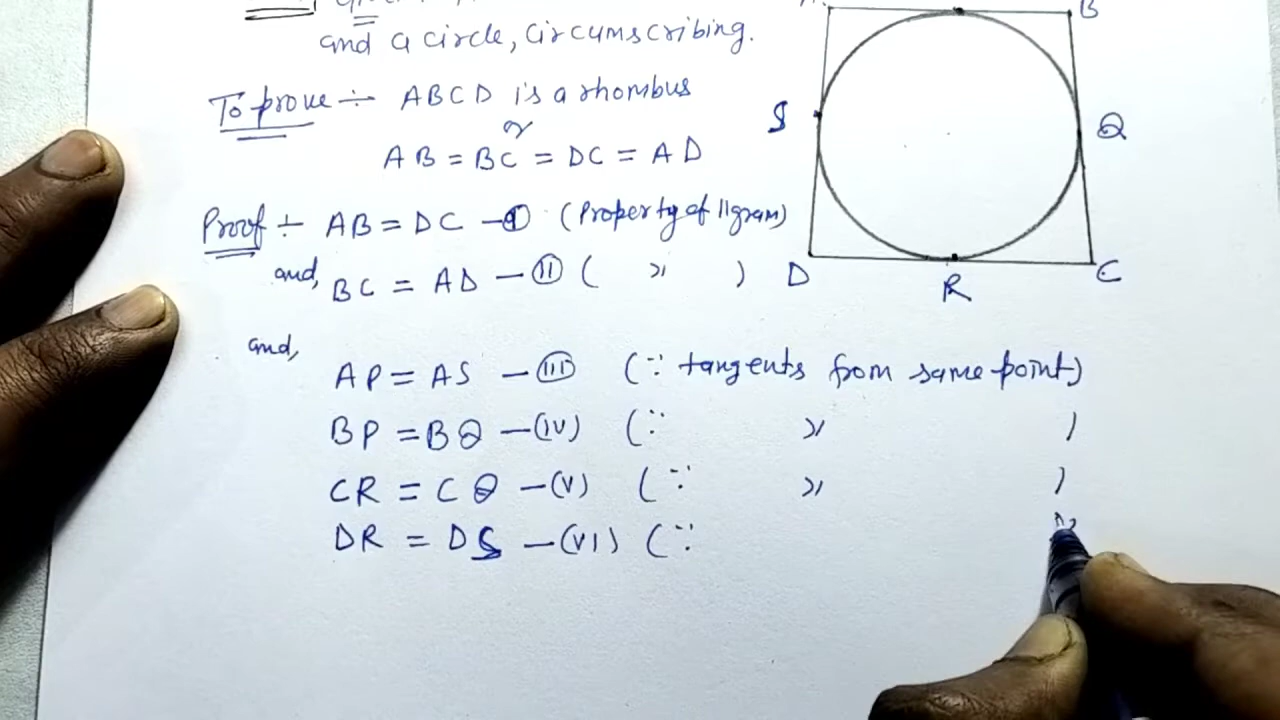 and a circle, circumscribing.
To prove ÷ ABCD is a rhombus
or
AB = BC = DC = AD
Proof ÷ AB = DC – (I) (Property of ||gram)
and, BC = AD – (II) ( 〃 )
and,
AP = AS – (III) (∵ tangents from same point)
BP = BQ – (IV) (∵ 〃 )
CR = CQ – (V) (∵ 〃 )
DR = DS – (VI) (∵
B
S
Q
D
R
C